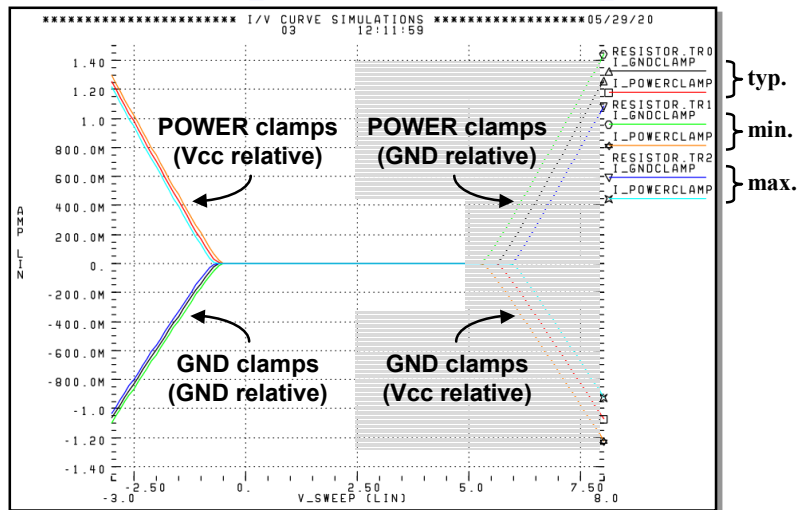 ************************ I/V CURVE SIMULATIONS *******************05/29/20
03 12:11:59
RESISTOR.TR0
I_GNDCLAMP
I_POWERCLAMP
typ.
RESISTOR.TR1
I_GNDCLAMP
I_POWERCLAMP
min.
RESISTOR.TR2
I_GNDCLAMP
I_POWERCLAMP
max.
1.40
1.20
1.0
800.0M
600.0M
400.0M
200.0M
0.
-200.0M
-400.0M
-600.0M
-800.0M
-1.0
-1.20
-1.40
AMP LIN
POWER clamps
(Vcc relative)
POWER clamps
(GND relative)
GND clamps
(GND relative)
GND clamps
(Vcc relative)
-2.50 0. 2.50 5.0 7.50
-3.0 V_SWEEP (LIN) 8.0